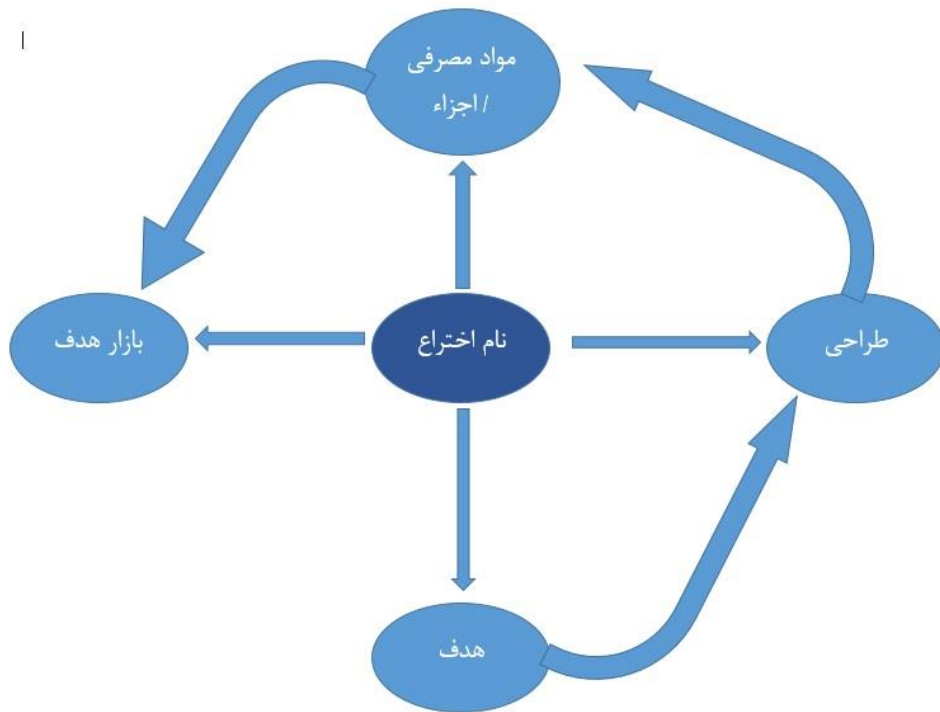 مواد مصرفی
/ اجزاء
بازار هدف
نام اختراع
طراحی
هدف